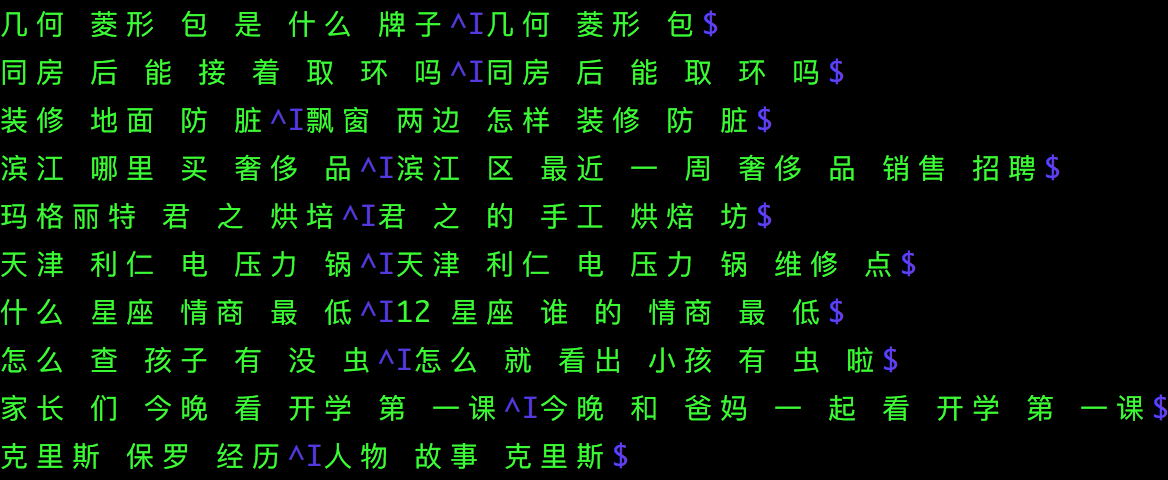 几何 菱形 包 是 什么 牌子^I几何 菱形 包$
同房 后 能 接 着 取 环 吗^I同房 后 能 取 环 吗$
装修 地面 防 脏^I飘窗 两边 怎样 装修 防 脏$
滨江 哪里 买 奢侈 品^I滨江 区 最近 一 周 奢侈 品 销售 招聘$
玛格丽特 君 之 烘培^I君 之 的 手工 烘焙 坊$
天津 利仁 电 压力 锅^I天津 利仁 电 压力 锅 维修 点$
什么 星座 情商 最 低^I12 星座 谁 的 情商 最 低$
怎么 查 孩子 有 没 虫^I怎么 就 看出 小孩 有 虫 啦$
家长 们 今晚 看 开学 第 一课^I今晚 和 爸妈 一 起 看 开学 第 一课$
克里斯 保罗 经历^I人物 故事 克里斯$